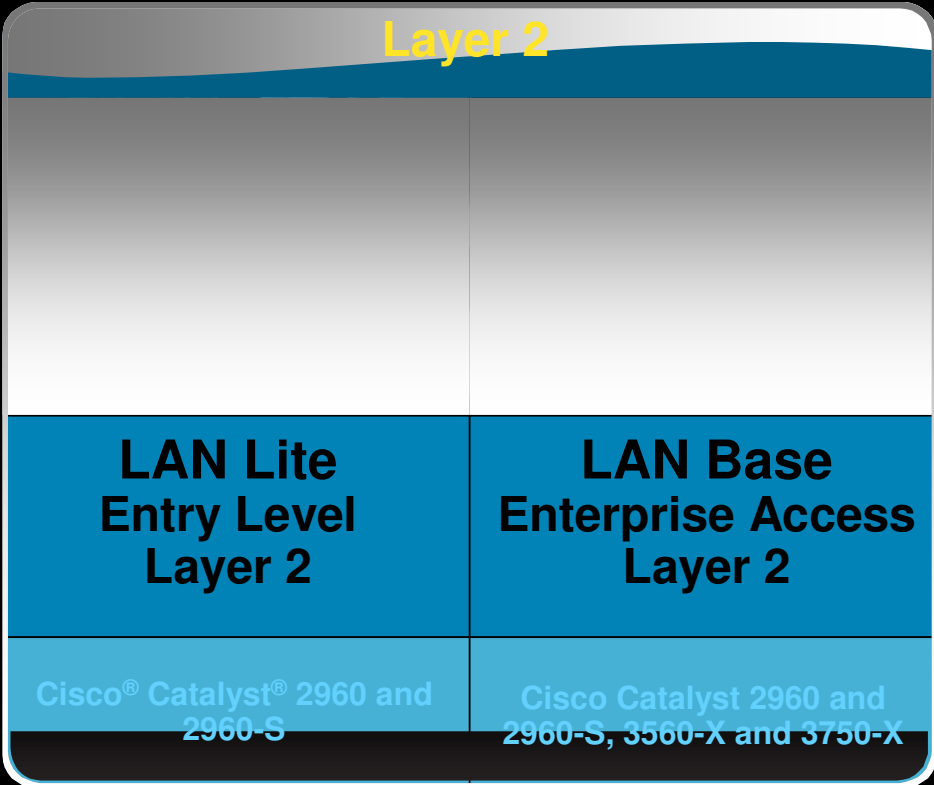 Layer 2
LAN Lite
Entry Level
Layer 2
Cisco® Catalyst® 2960 and
2960-S
LAN Base
Enterprise Access
Layer 2
Cisco Catalyst 2960 and
2960-S, 3560-X and 3750-X